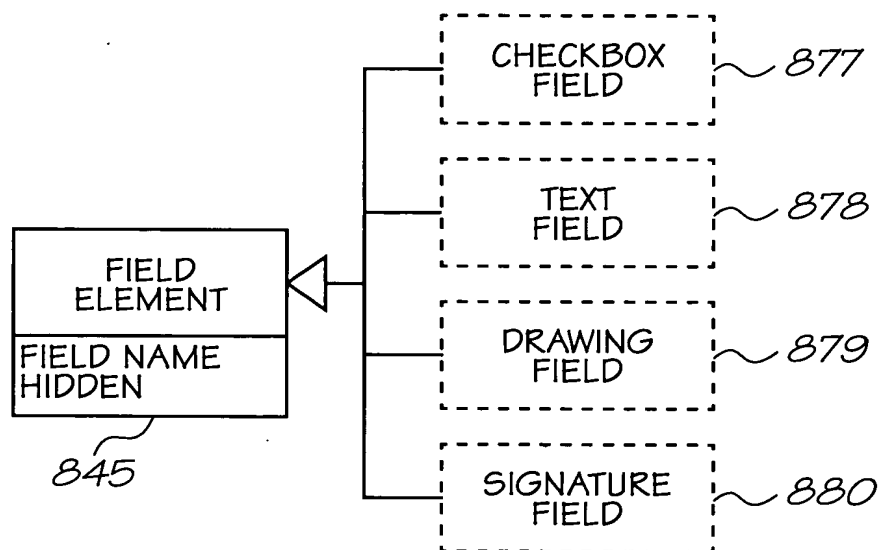 CHECKBOX
FIELD
877
TEXT
FIELD
878
FIELD
ELEMENT
FIELD NAME
HIDDEN
845
DRAWING
FIELD
879
SIGNATURE
FIELD
880